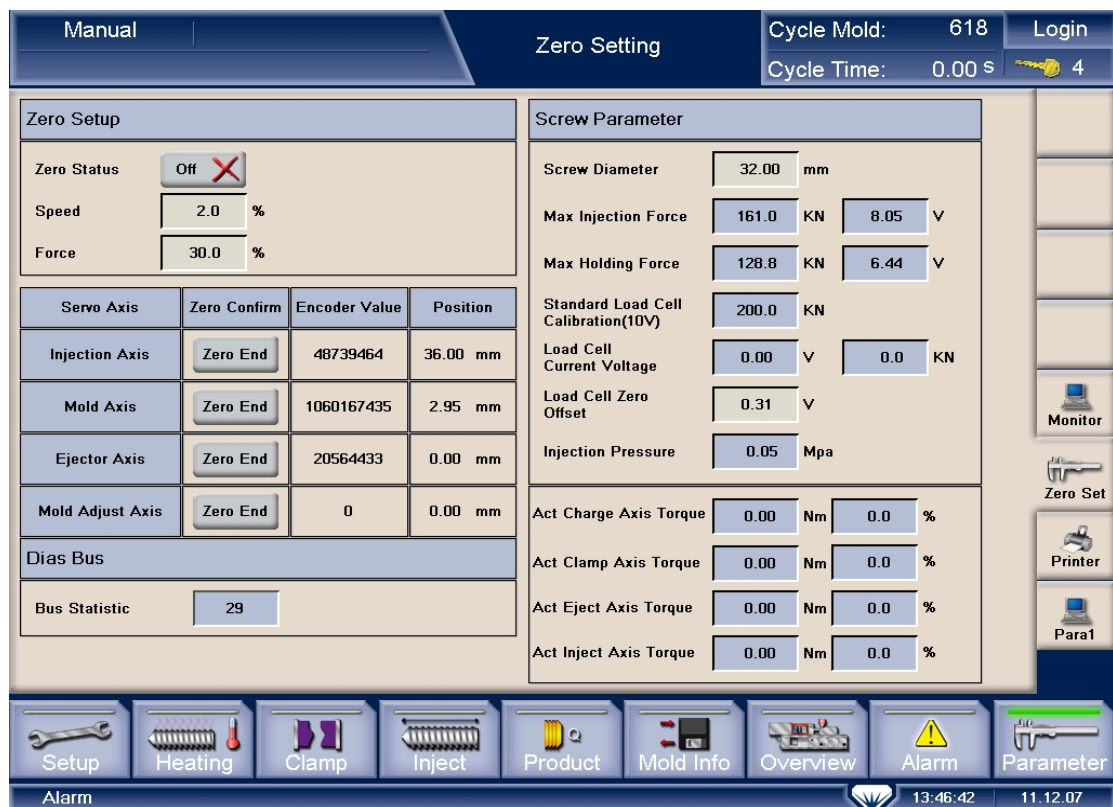 Manual
Zero Setting
Cycle Mold: 618
Cycle Time: 0.00 S
Login
4
Zero Setup
Zero Status Off
Speed 2.0 %
Force 30.0 %
Servo Axis Zero Confirm Encoder Value Position
Injection Axis Zero End 48739464 36.00 mm
Mold Axis Zero End 1060167435 2.95 mm
Ejector Axis Zero End 20564433 0.00 mm
Mold Adjust Axis Zero End 0 0.00 mm
Dias Bus
Bus Statistic 29
Screw Parameter
Screw Diameter 32.00 mm
Max Injection Force 161.0 KN 8.05 V
Max Holding Force 128.8 KN 6.44 V
Standard Load Cell
Calibration(10V) 200.0 KN
Load Cell
Current Voltage 0.00 V 0.0 KN
Load Cell Zero
Offset 0.31 V
Injection Pressure 0.05 Mpa
Act Charge Axis Torque 0.00 Nm 0.0 %
Act Clamp Axis Torque 0.00 Nm 0.0 %
Act Eject Axis Torque 0.00 Nm 0.0 %
Act Inject Axis Torque 0.00 Nm 0.0 %
Monitor
Zero Set
Printer
Para1
Setup Heating Clamp Inject Product Mold Info Overview Alarm Parameter
Alarm 13:46:42 11.12.07